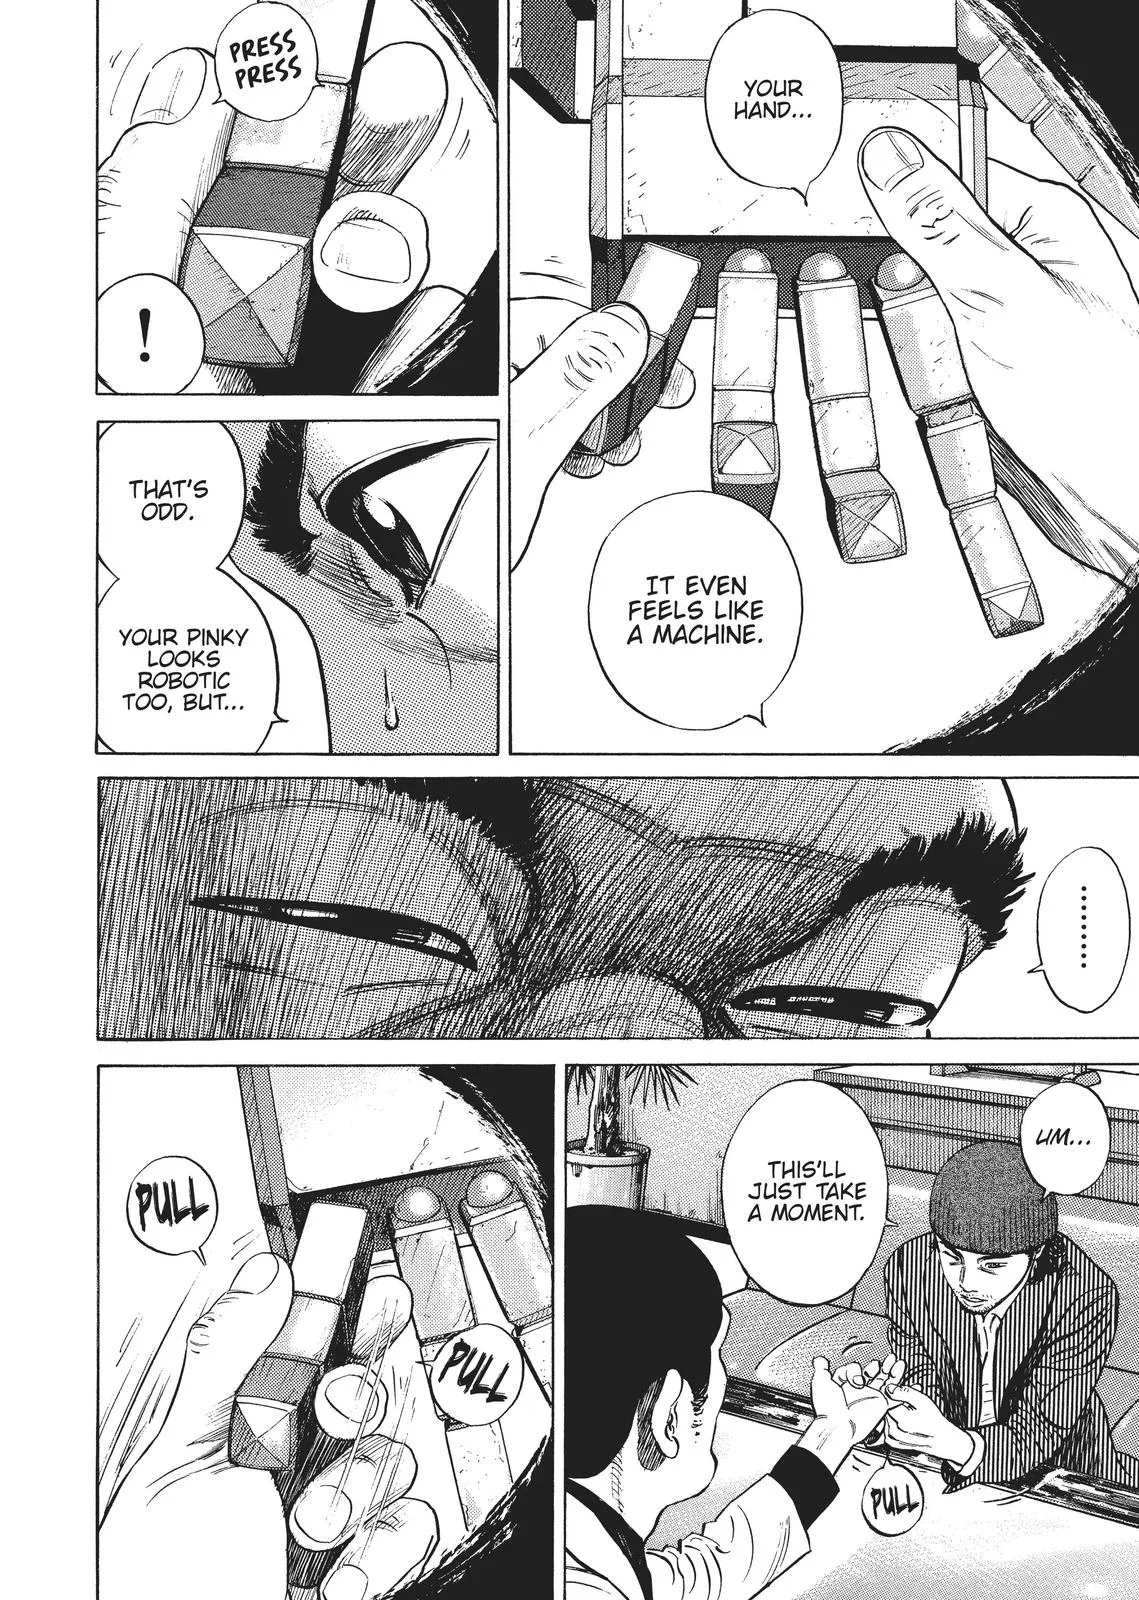 YOUR
HAND...
IT EVEN
FEELS LIKE
A MACHINE.
PRESS
PRESS
!
THAT'S
ODD.
YOUR PINKY
LOOKS
ROBOTIC
TOO, BUT...
.........
UM...
THIS'LL
JUST TAKE
A MOMENT.
PULL
PULL
PULL